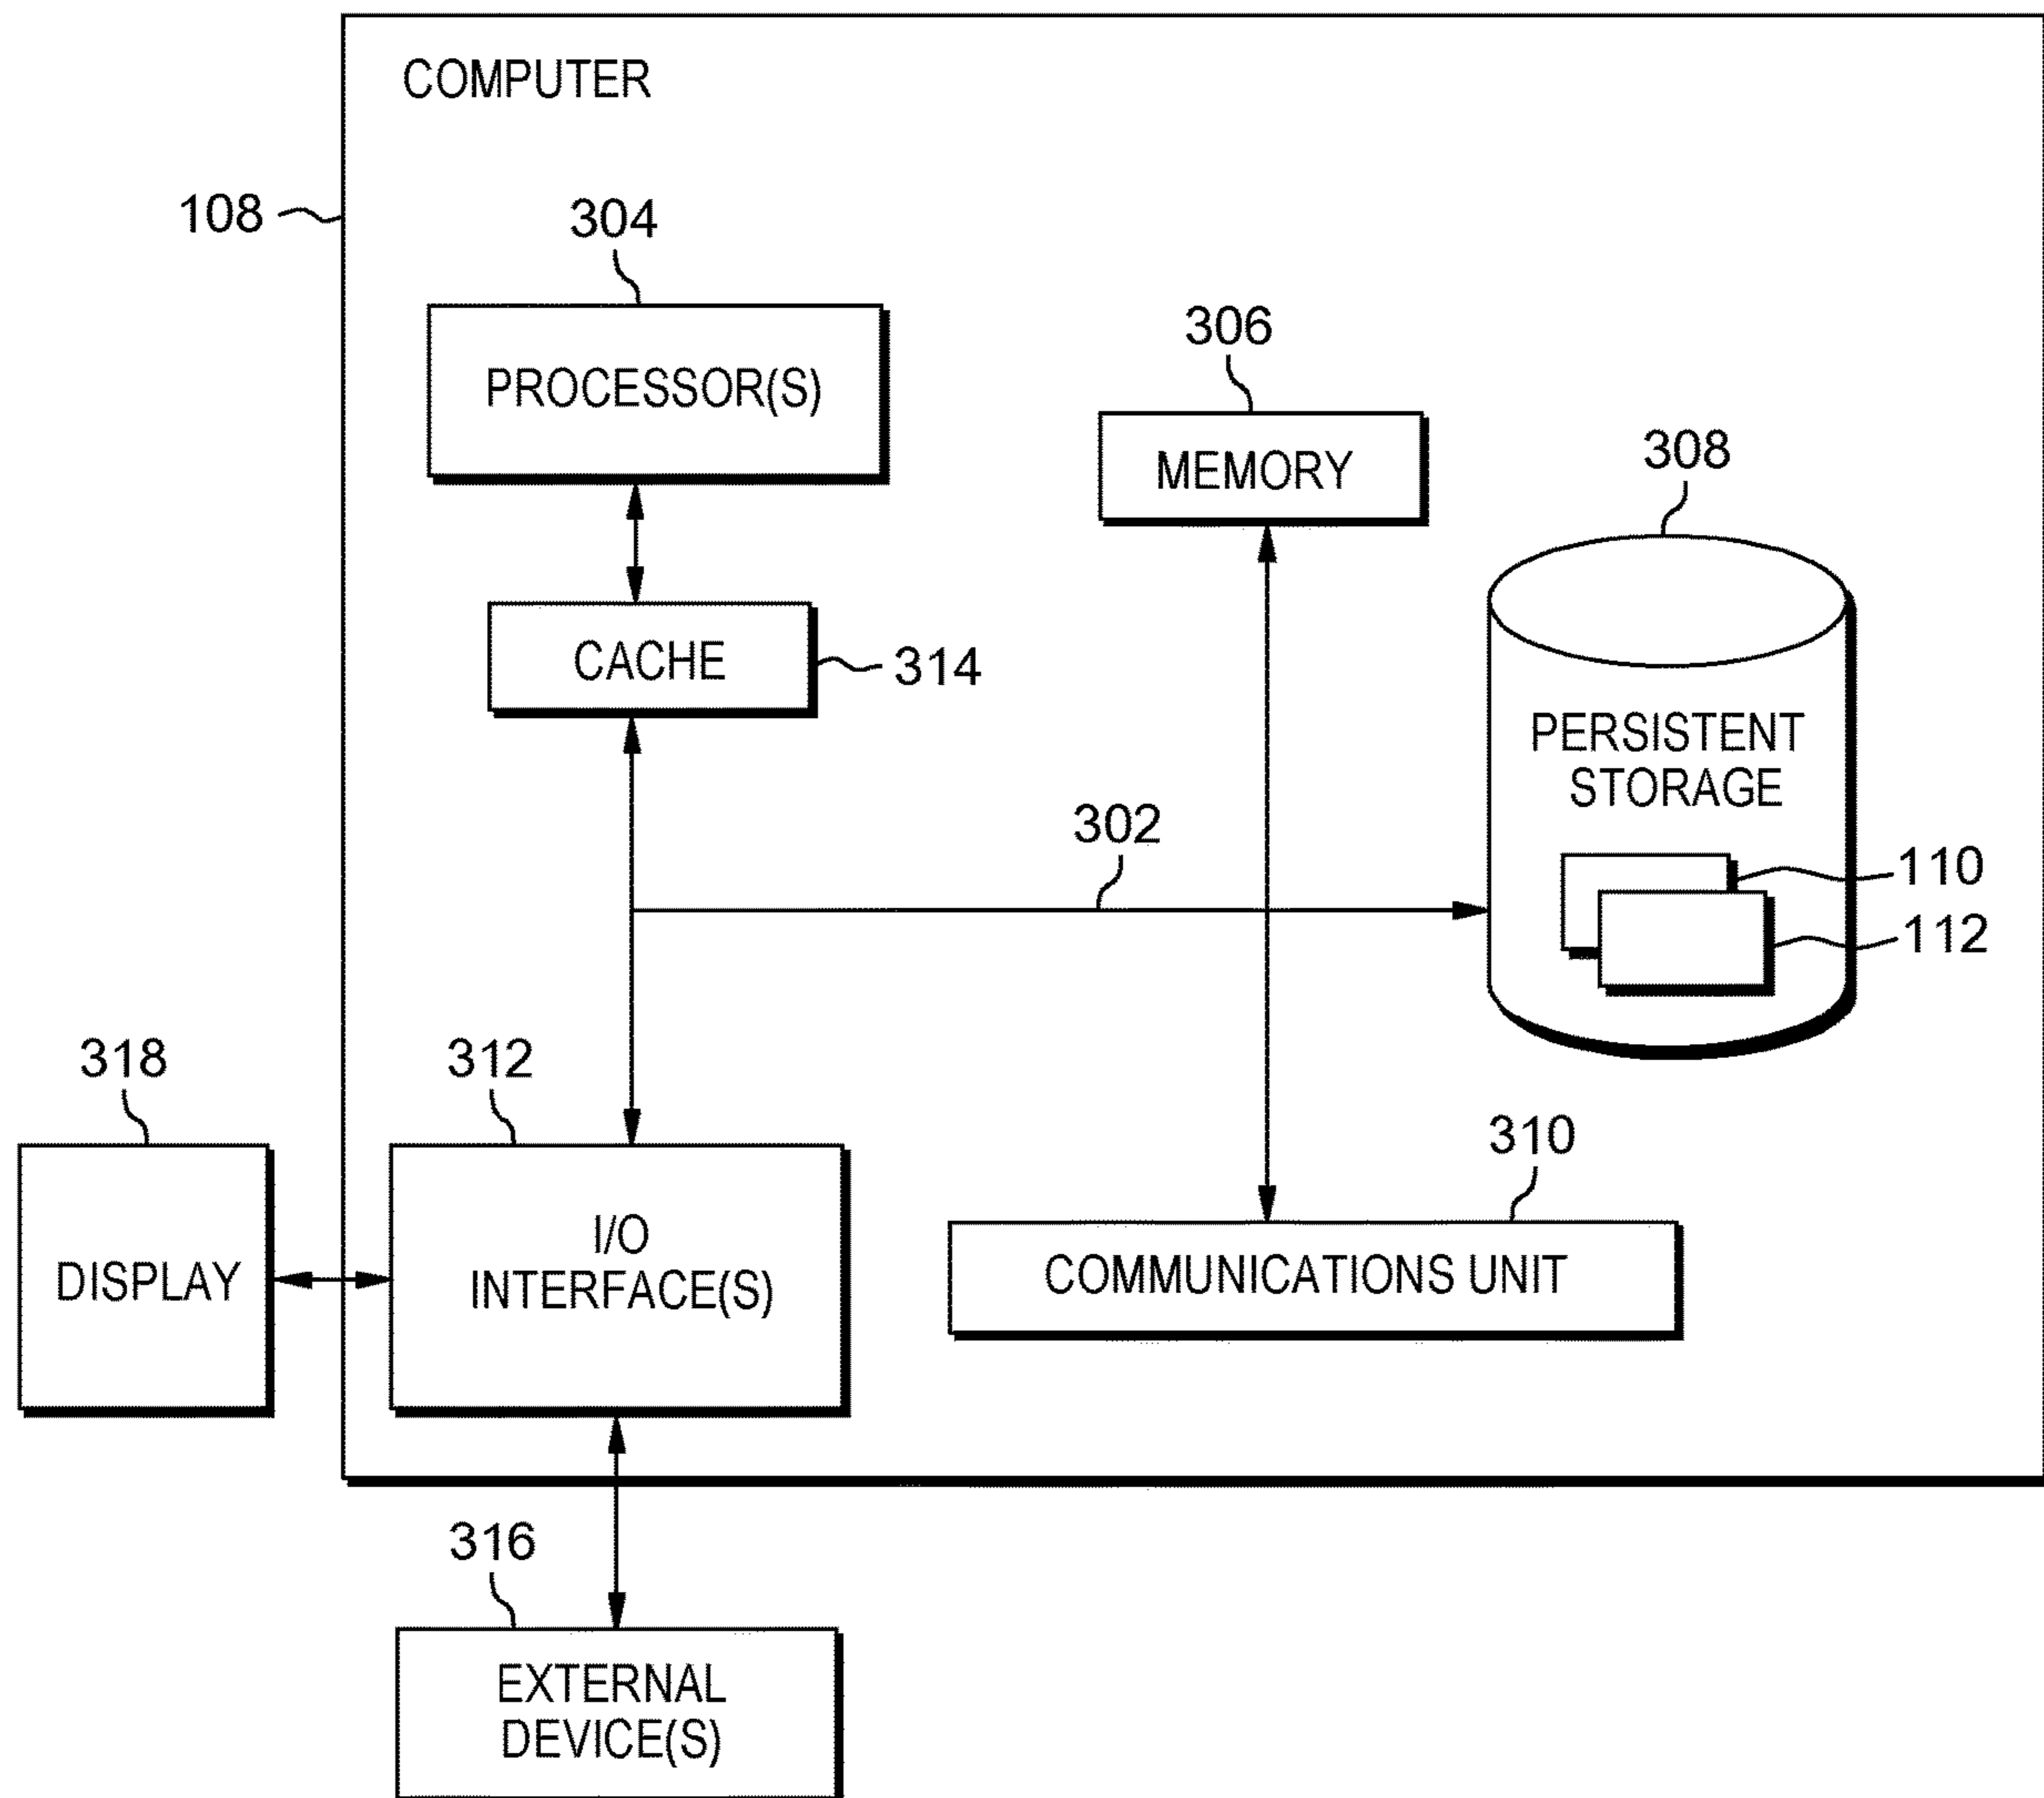 COMPUTER
108
304
PROCESSOR(S)
306
MEMORY
308
CACHE
314
PERSISTENT
STORAGE
302
110
112
318
312
310
DISPLAY
I/O
INTERFACE(S)
COMMUNICATIONS UNIT
316
EXTERNAL
DEVICE(S)